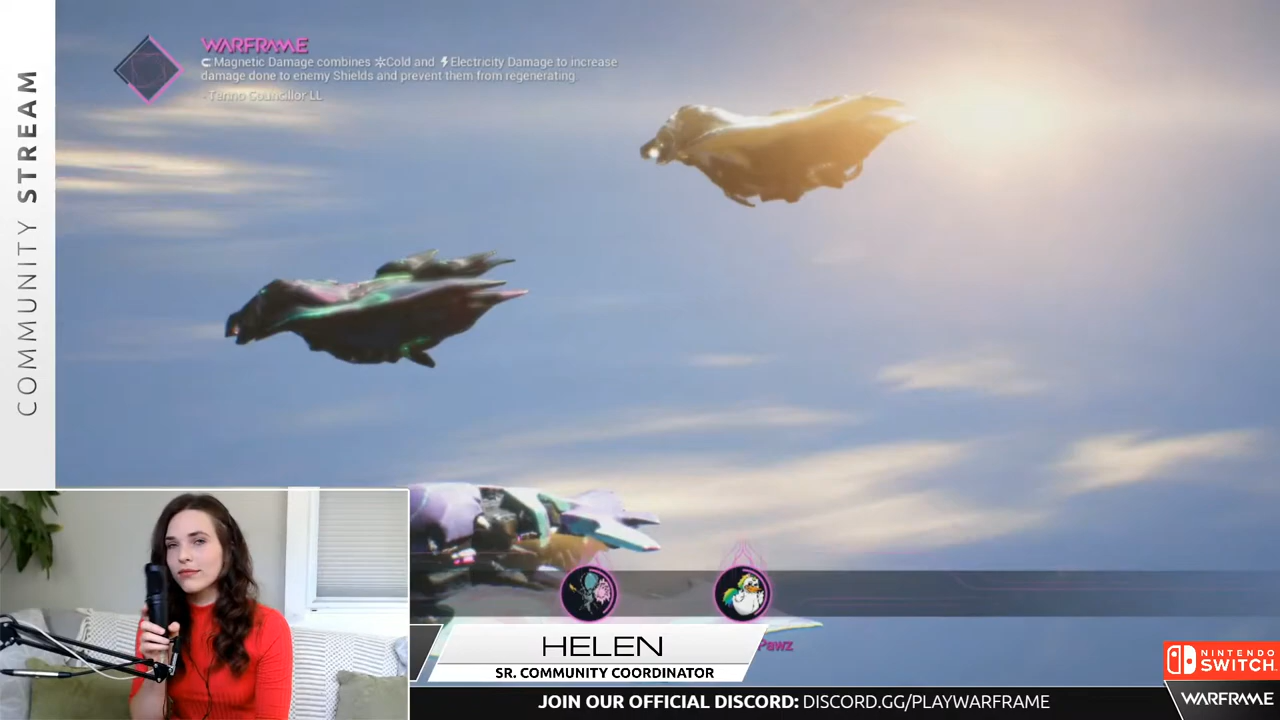 COMMUNITY STREAM
WARFRAME
Magnetic Damage combines Cold and Electricity Damage to increase
damage done to enemy Shields and prevent them from regenerating.
- Tenno Councillor LL
HELEN
SR. COMMUNITY COORDINATOR
Pawz
NINTENDO
SWITCH
JOIN OUR OFFICIAL DISCORD: DISCORD.GG/PLAYWARFRAME
WARFRAME